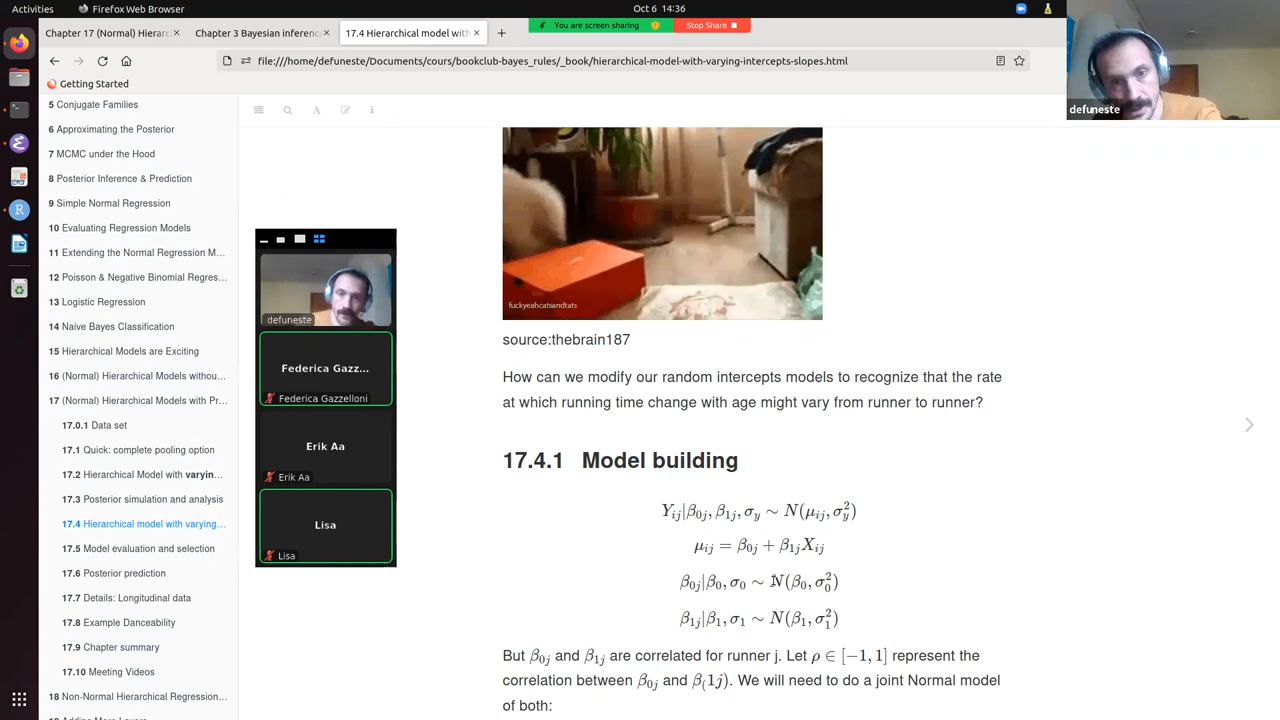 Activities
Firefox Web Browser
Oct 6 14:36
Chapter 17 (Normal) Hierarc
Chapter 3 Bayesian inferenc
17.4 Hierarchical model with
You are screen sharing
Stop Share
file:///home/defuneste/Documents/cours/bookclub-bayes_rules/_book/hierarchical-model-with-varying-intercepts-slopes.html
Getting Started
defuneste
5 Conjugate Families
6 Approximating the Posterior
7 MCMC under the Hood
8 Posterior Inference & Prediction
9 Simple Normal Regression
10 Evaluating Regression Models
11 Extending the Normal Regression M...
12 Poisson & Negative Binomial Regres...
13 Logistic Regression
14 Naive Bayes Classification
15 Hierarchical Models are Exciting
16 (Normal) Hierarchical Models withou...
17 (Normal) Hierarchical Models with Pr...
17.0.1 Data set
17.1 Quick: complete pooling option
17.2 Hierarchical Model with varyin...
17.3 Posterior simulation and analysis
17.4 Hierarchical model with varying...
17.5 Model evaluation and selection
17.6 Posterior prediction
17.7 Details: Longitudinal data
17.8 Example Danceability
17.9 Chapter summary
17.10 Meeting Videos
18 Non-Normal Hierarchical Regression...
defuneste
Federica Gazz...
Federica Gazzelloni
Erik Aa
Erik Aa
Lisa
Lisa
fuckyeahcatsandtats
source:thebrain187
How can we modify our random intercepts models to recognize that the rate
at which running time change with age might vary from runner to runner?
17.4.1 Model building
Y_{ij}|β_{0j}, β_{1j}, σ_y ∼ N(μ_{ij}, σ_y^2)
μ_{ij} = β_{0j} + β_{1j}X_{ij}
β_{0j}|β_0, σ_0 ∼ N(β_0, σ_0^2)
β_{1j}|β_1, σ_1 ∼ N(β_1, σ_1^2)
But β_{0j} and β_{1j} are correlated for runner j. Let ρ ∈ [−1, 1] represent the
correlation between β_{0j} and β_(1j). We will need to do a joint Normal model
of both: